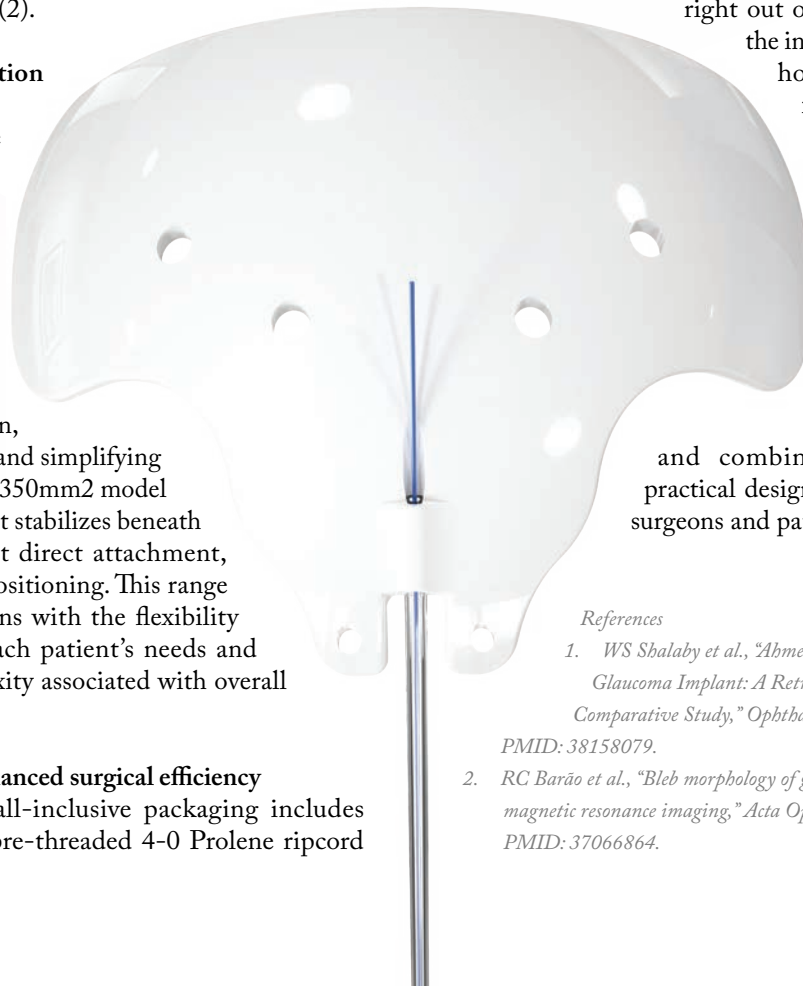 (2).
tion
n,
and simplifying
350mm2 model
t stabilizes beneath
t direct attachment,
ositioning. This range
ns with the flexibility
ach patient's needs and
xity associated with overall
anced surgical efficiency
all-inclusive packaging includes
pre-threaded 4-0 Prolene ripcord
right out o
the in
ho
and combin
practical design
surgeons and pa
References
1. WS Shalaby et al., “Ahme
Glaucoma Implant: A Retr
Comparative Study,” Ophtha
PMID: 38158079.
2. RC Barão et al., “Bleb morphology of g
magnetic resonance imaging,” Acta Op
PMID: 37066864.